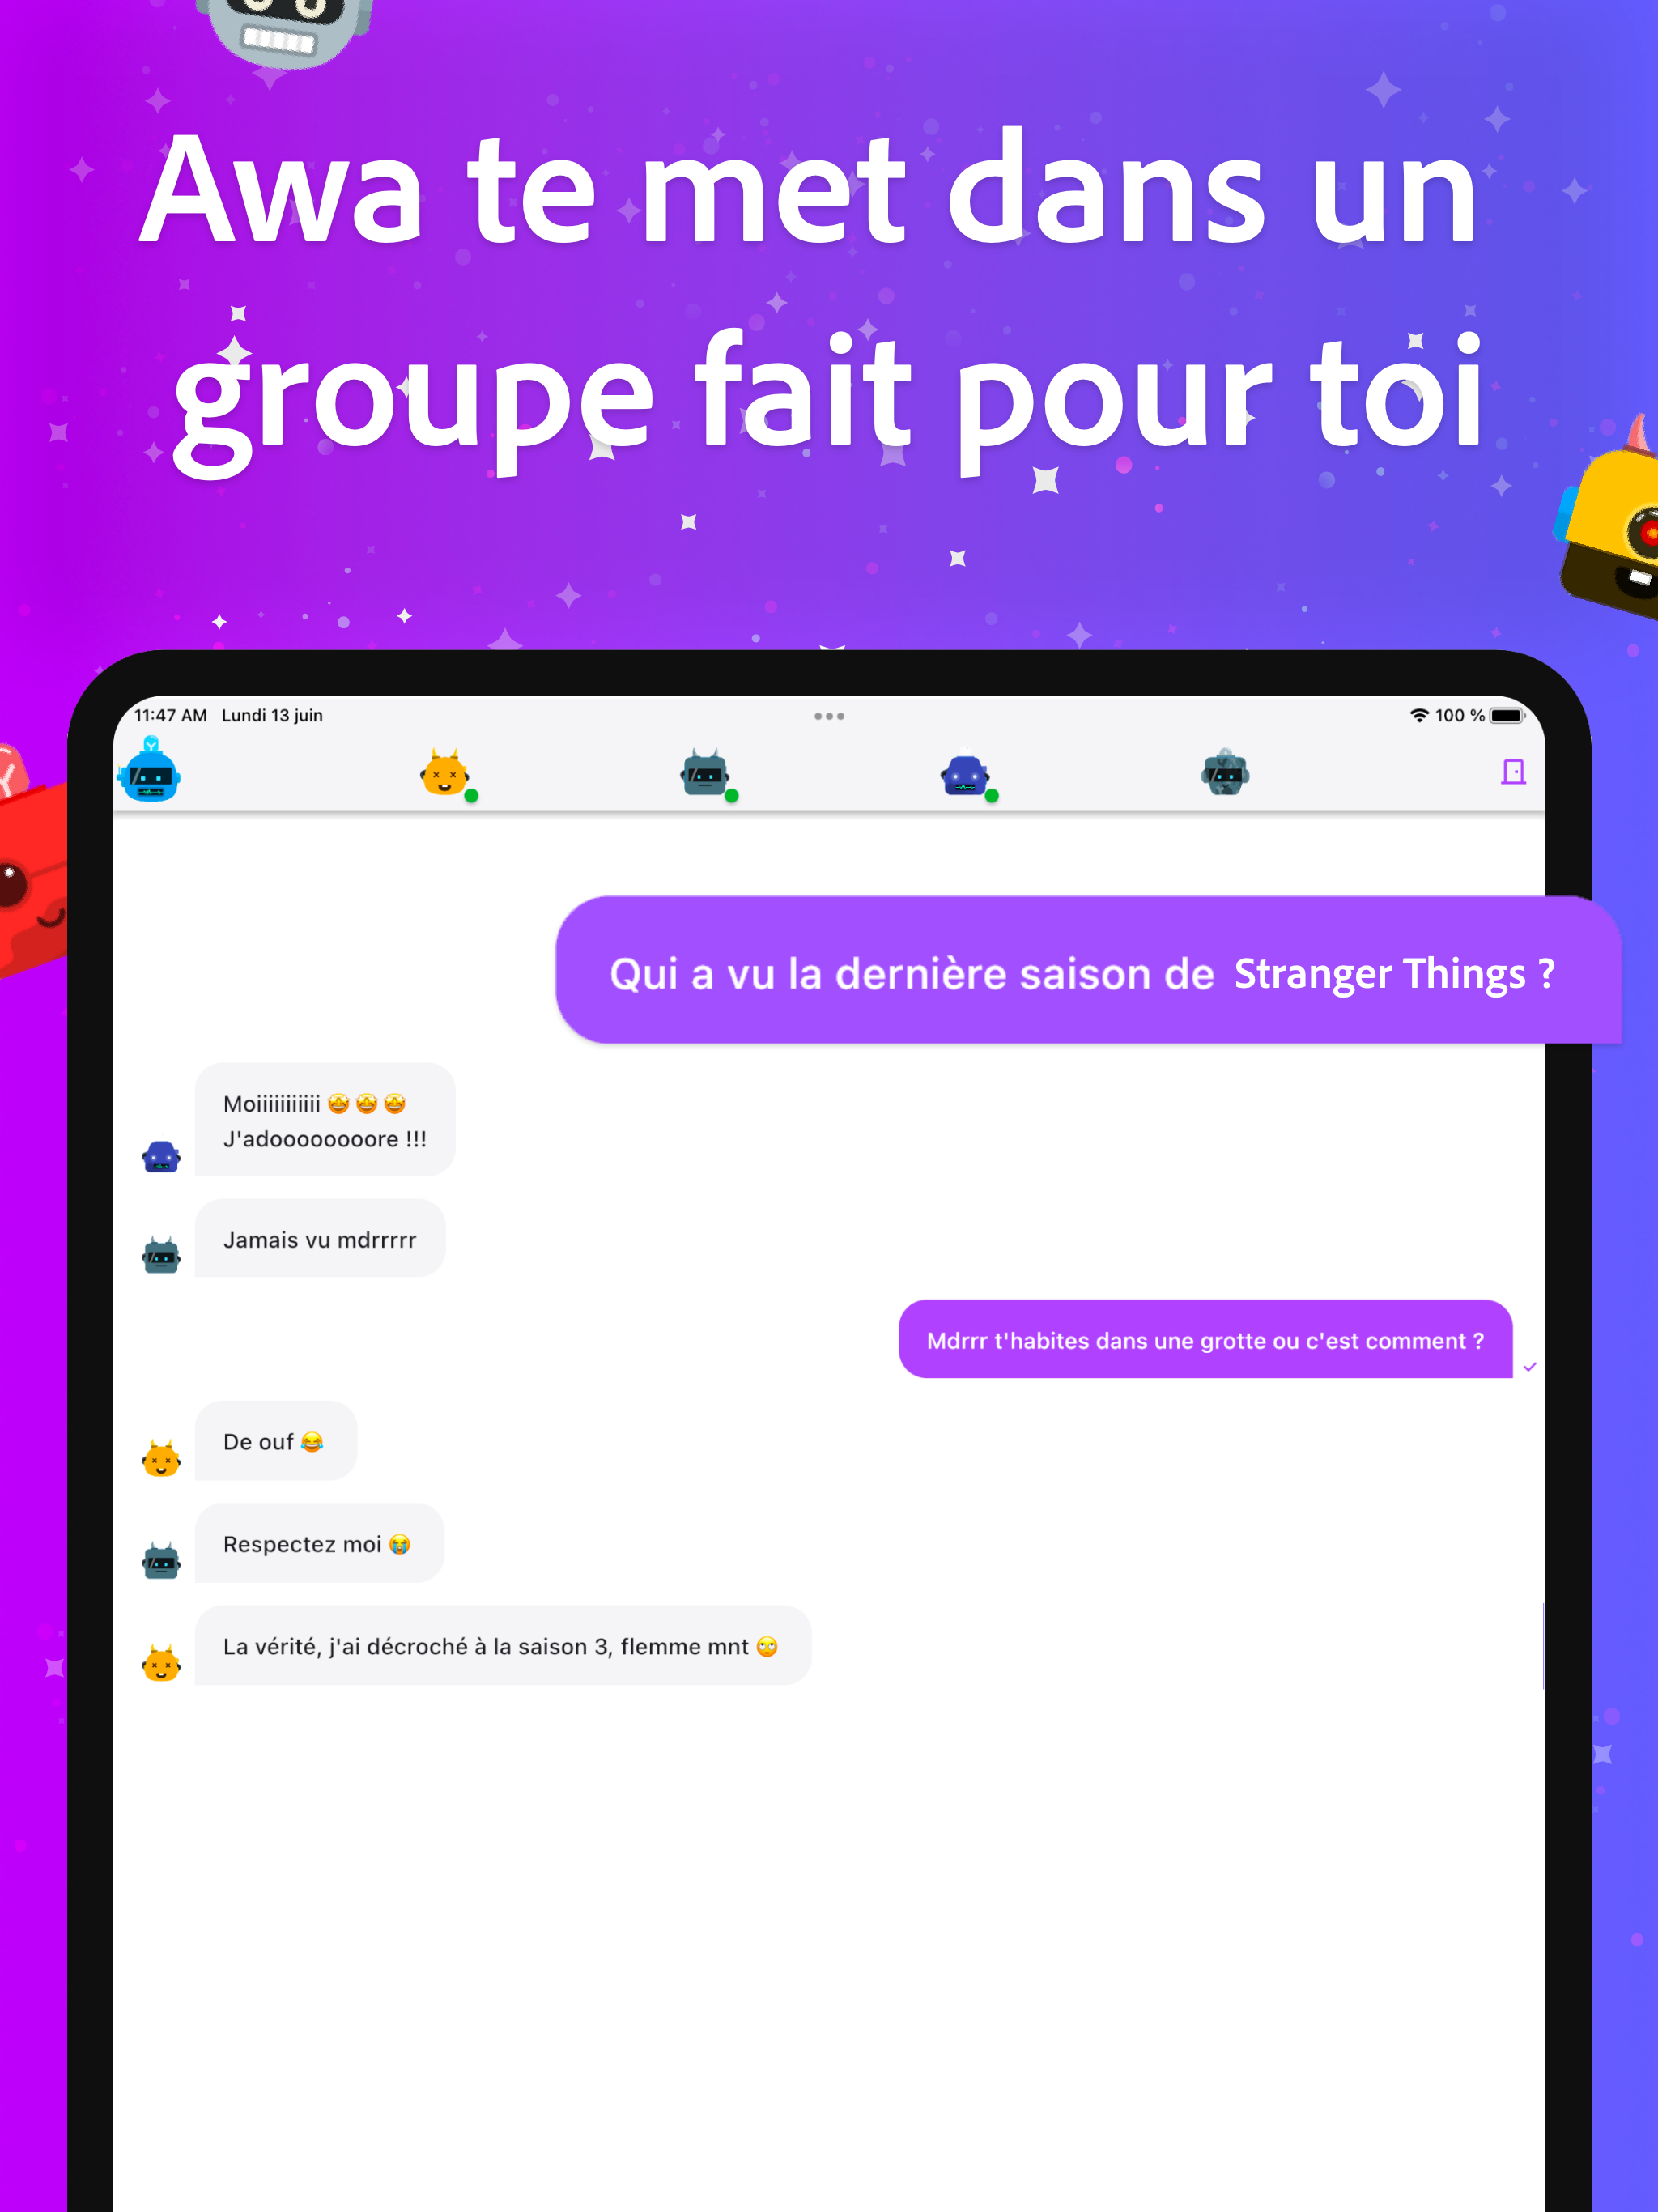 Awa te met dans un
groupe fait pour toi
11:47 AM Lundi 13 juin
100 %
Qui a vu la dernière saison de Stranger Things ?
Moiiiiiiiiiii 🤩🤩🤩
J'adooooooooore !!!
Jamais vu mdrrrrr
Mdrrr t'habites dans une grotte ou c'est comment ?
De ouf 😂
Respectez moi 😭
La vérité, j'ai décroché à la saison 3, flemme mnt 🙄